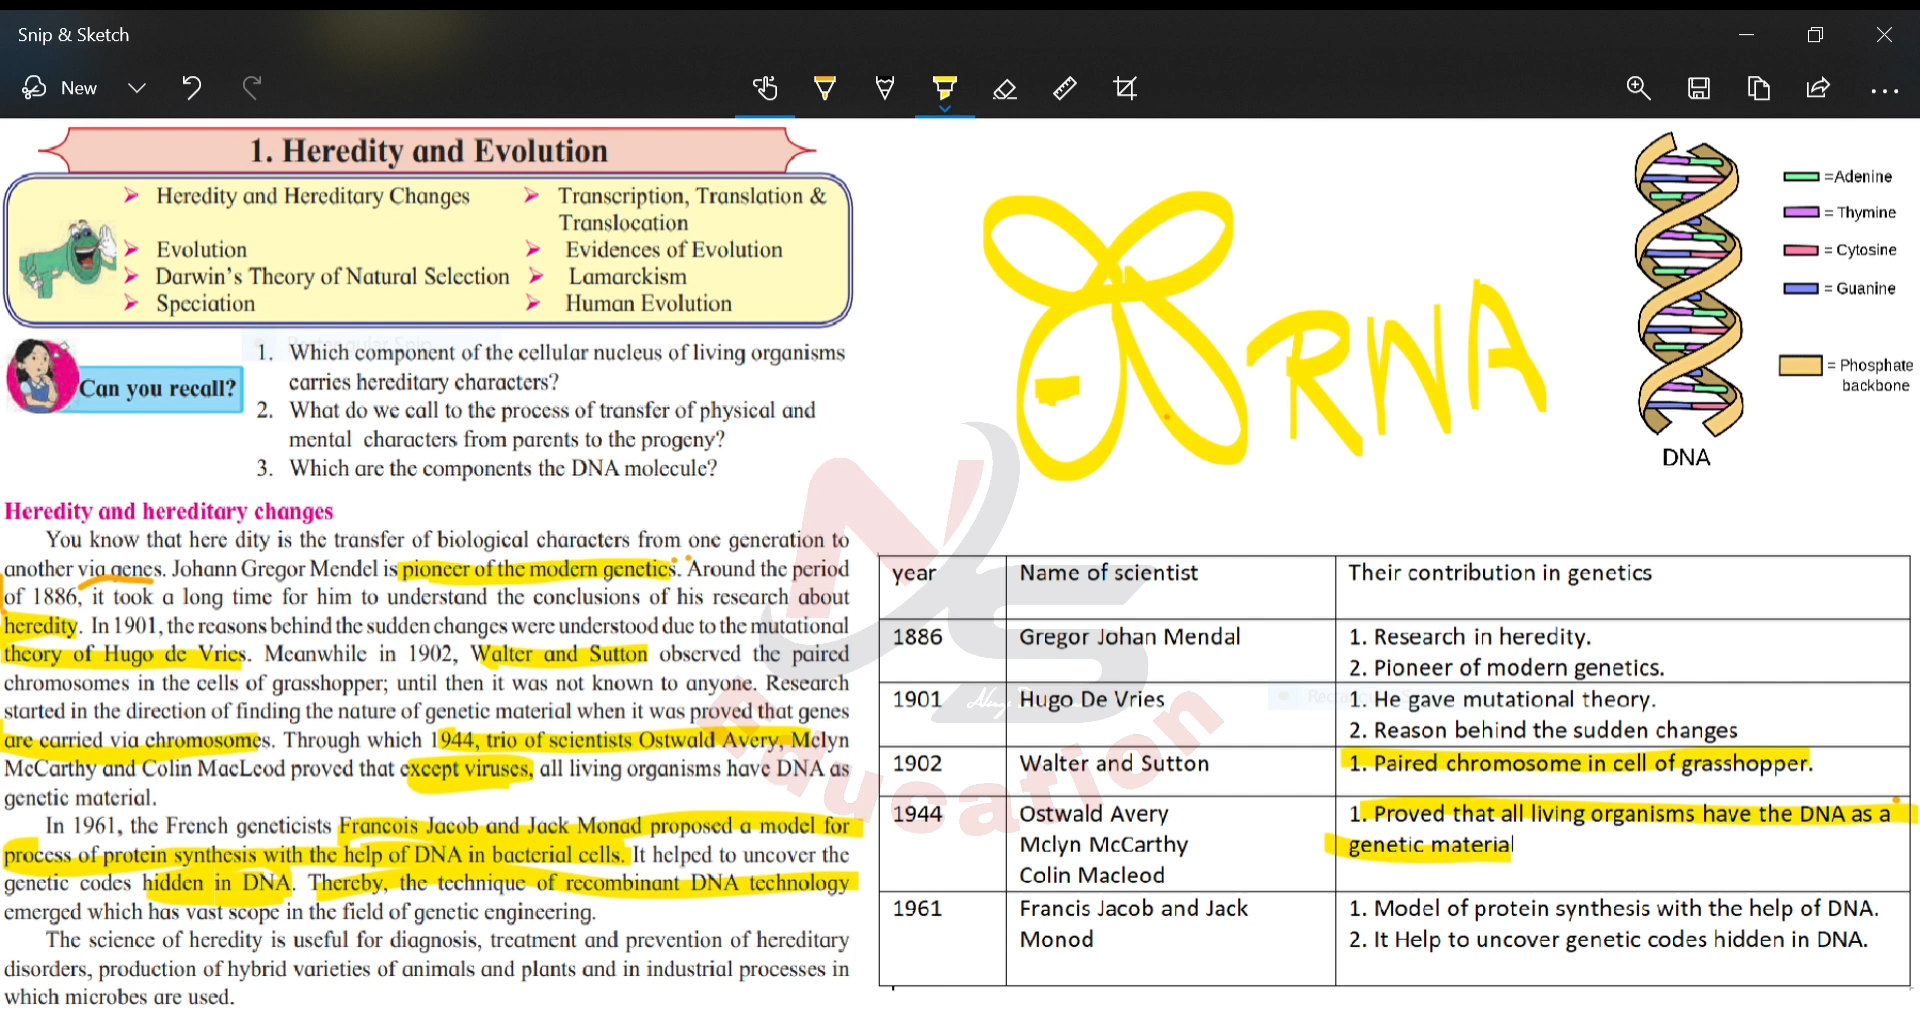 Snip & Sketch
New
1. Heredity and Evolution
Heredity and Hereditary Changes
Transcription, Translation &
Translocation
Evolution
Evidences of Evolution
Darwin's Theory of Natural Selection
Lamarckism
Speciation
Human Evolution
Can you recall?
1. Which component of the cellular nucleus of living organisms
carries hereditary characters?
2. What do we call to the process of transfer of physical and
mental characters from parents to the progeny?
3. Which are the components the DNA molecule?
Heredity and hereditary changes
You know that here dity is the transfer of biological characters from one generation to
another via genes. Johann Gregor Mendel is pioneer of the modern genetics. Around the period
of 1886, it took a long time for him to understand the conclusions of his research about
heredity. In 1901, the reasons behind the sudden changes were understood due to the mutational
theory of Hugo de Vries. Meanwhile in 1902, Walter and Sutton observed the paired
chromosomes in the cells of grasshopper; until then it was not known to anyone. Research
started in the direction of finding the nature of genetic material when it was proved that genes
are carried via chromosomes. Through which 1944, trio of scientists Ostwald Avery, Mclyn
McCarthy and Colin MacLeod proved that except viruses, all living organisms have DNA as
genetic material.
In 1961, the French geneticists Francois Jacob and Jack Monad proposed a model for
process of protein synthesis with the help of DNA in bacterial cells. It helped to uncover the
genetic codes hidden in DNA. Thereby, the technique of recombinant DNA technology
emerged which has vast scope in the field of genetic engineering.
The science of heredity is useful for diagnosis, treatment and prevention of hereditary
disorders, production of hybrid varieties of animals and plants and in industrial processes in
which microbes are used.
RNA
=Adenine
= Thymine
= Cytosine
= Guanine
= Phosphate
backbone
DNA
year Name of scientist Their contribution in genetics
1886 Gregor Johan Mendal 1. Research in heredity.
2. Pioneer of modern genetics.
1901 Hugo De Vries 1. He gave mutational theory.
2. Reason behind the sudden changes
1902 Walter and Sutton 1. Paired chromosome in cell of grasshopper.
1944 Ostwald Avery 1. Proved that all living organisms have the DNA as a
Mclyn McCarthy genetic material
Colin Macleod
1961 Francis Jacob and Jack 1. Model of protein synthesis with the help of DNA.
Monod 2. It Help to uncover genetic codes hidden in DNA.
Education